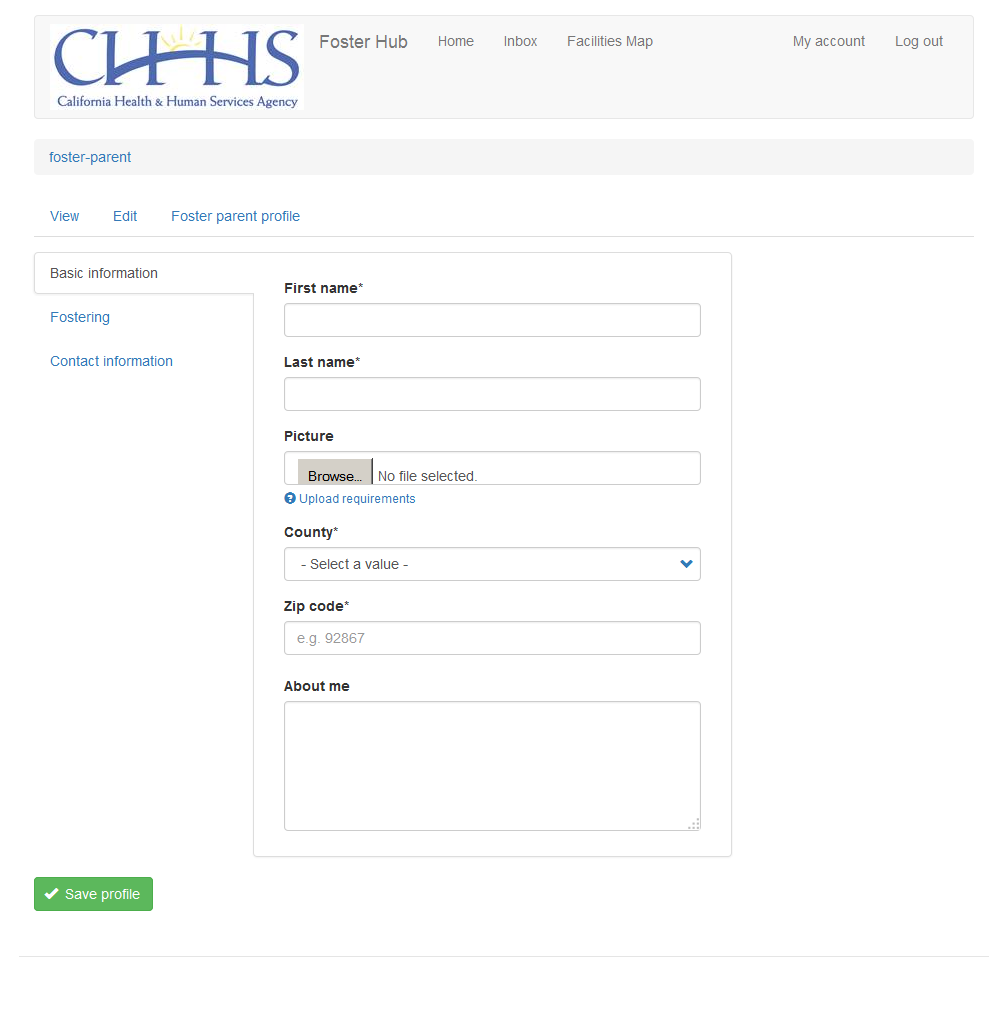 CHHS
California Health & Human Services Agency
Foster Hub Home Inbox Facilities Map My account Log out
foster-parent
View Edit Foster parent profile
Basic information
Fostering
Contact information
First name*
Last name*
Picture
Browse... No file selected.
Upload requirements
County*
- Select a value -
Zip code*
e.g. 92867
About me
Save profile